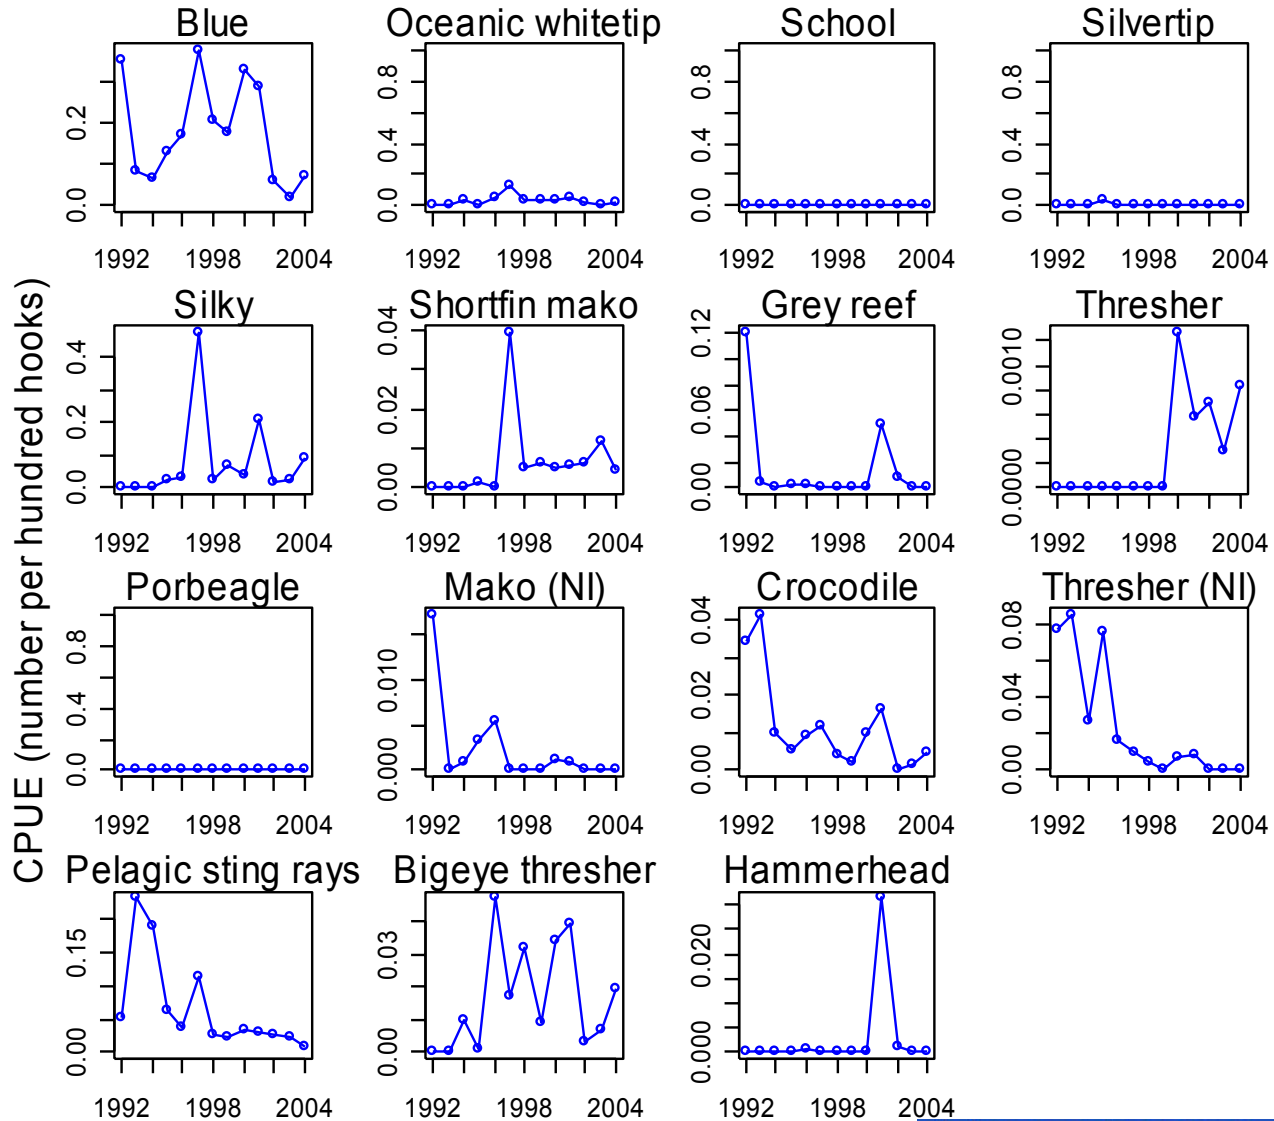 Blue Oceanic whitetip School Silvertip
0.0 0.2 0.0 0.4 0.8 0.0 0.4 0.8 0.0 0.4 0.8
1992 1998 2004 1992 1998 2004 1992 1998 2004 1992 1998 2004
CPUE (number per hundred hooks)
Silky Shortfin mako Grey reef Thresher
0.0 0.2 0.4 0.00 0.02 0.04 0.00 0.06 0.12 0.00000 0.00010
1992 1998 2004 1992 1998 2004 1992 1998 2004 1992 1998 2004
Porbeagle Mako (NI) Crocodile Thresher (NI)
0.0 0.4 0.8 0.000 0.010 0.00 0.02 0.04 0.00 0.04 0.08
1992 1998 2004 1992 1998 2004 1992 1998 2004 1992 1998 2004
Pelagic sting rays Bigeye thresher Hammerhead
0.00 0.15 0.00 0.03 0.000 0.020
1992 1998 2004 1992 1998 2004 1992 1998 2004